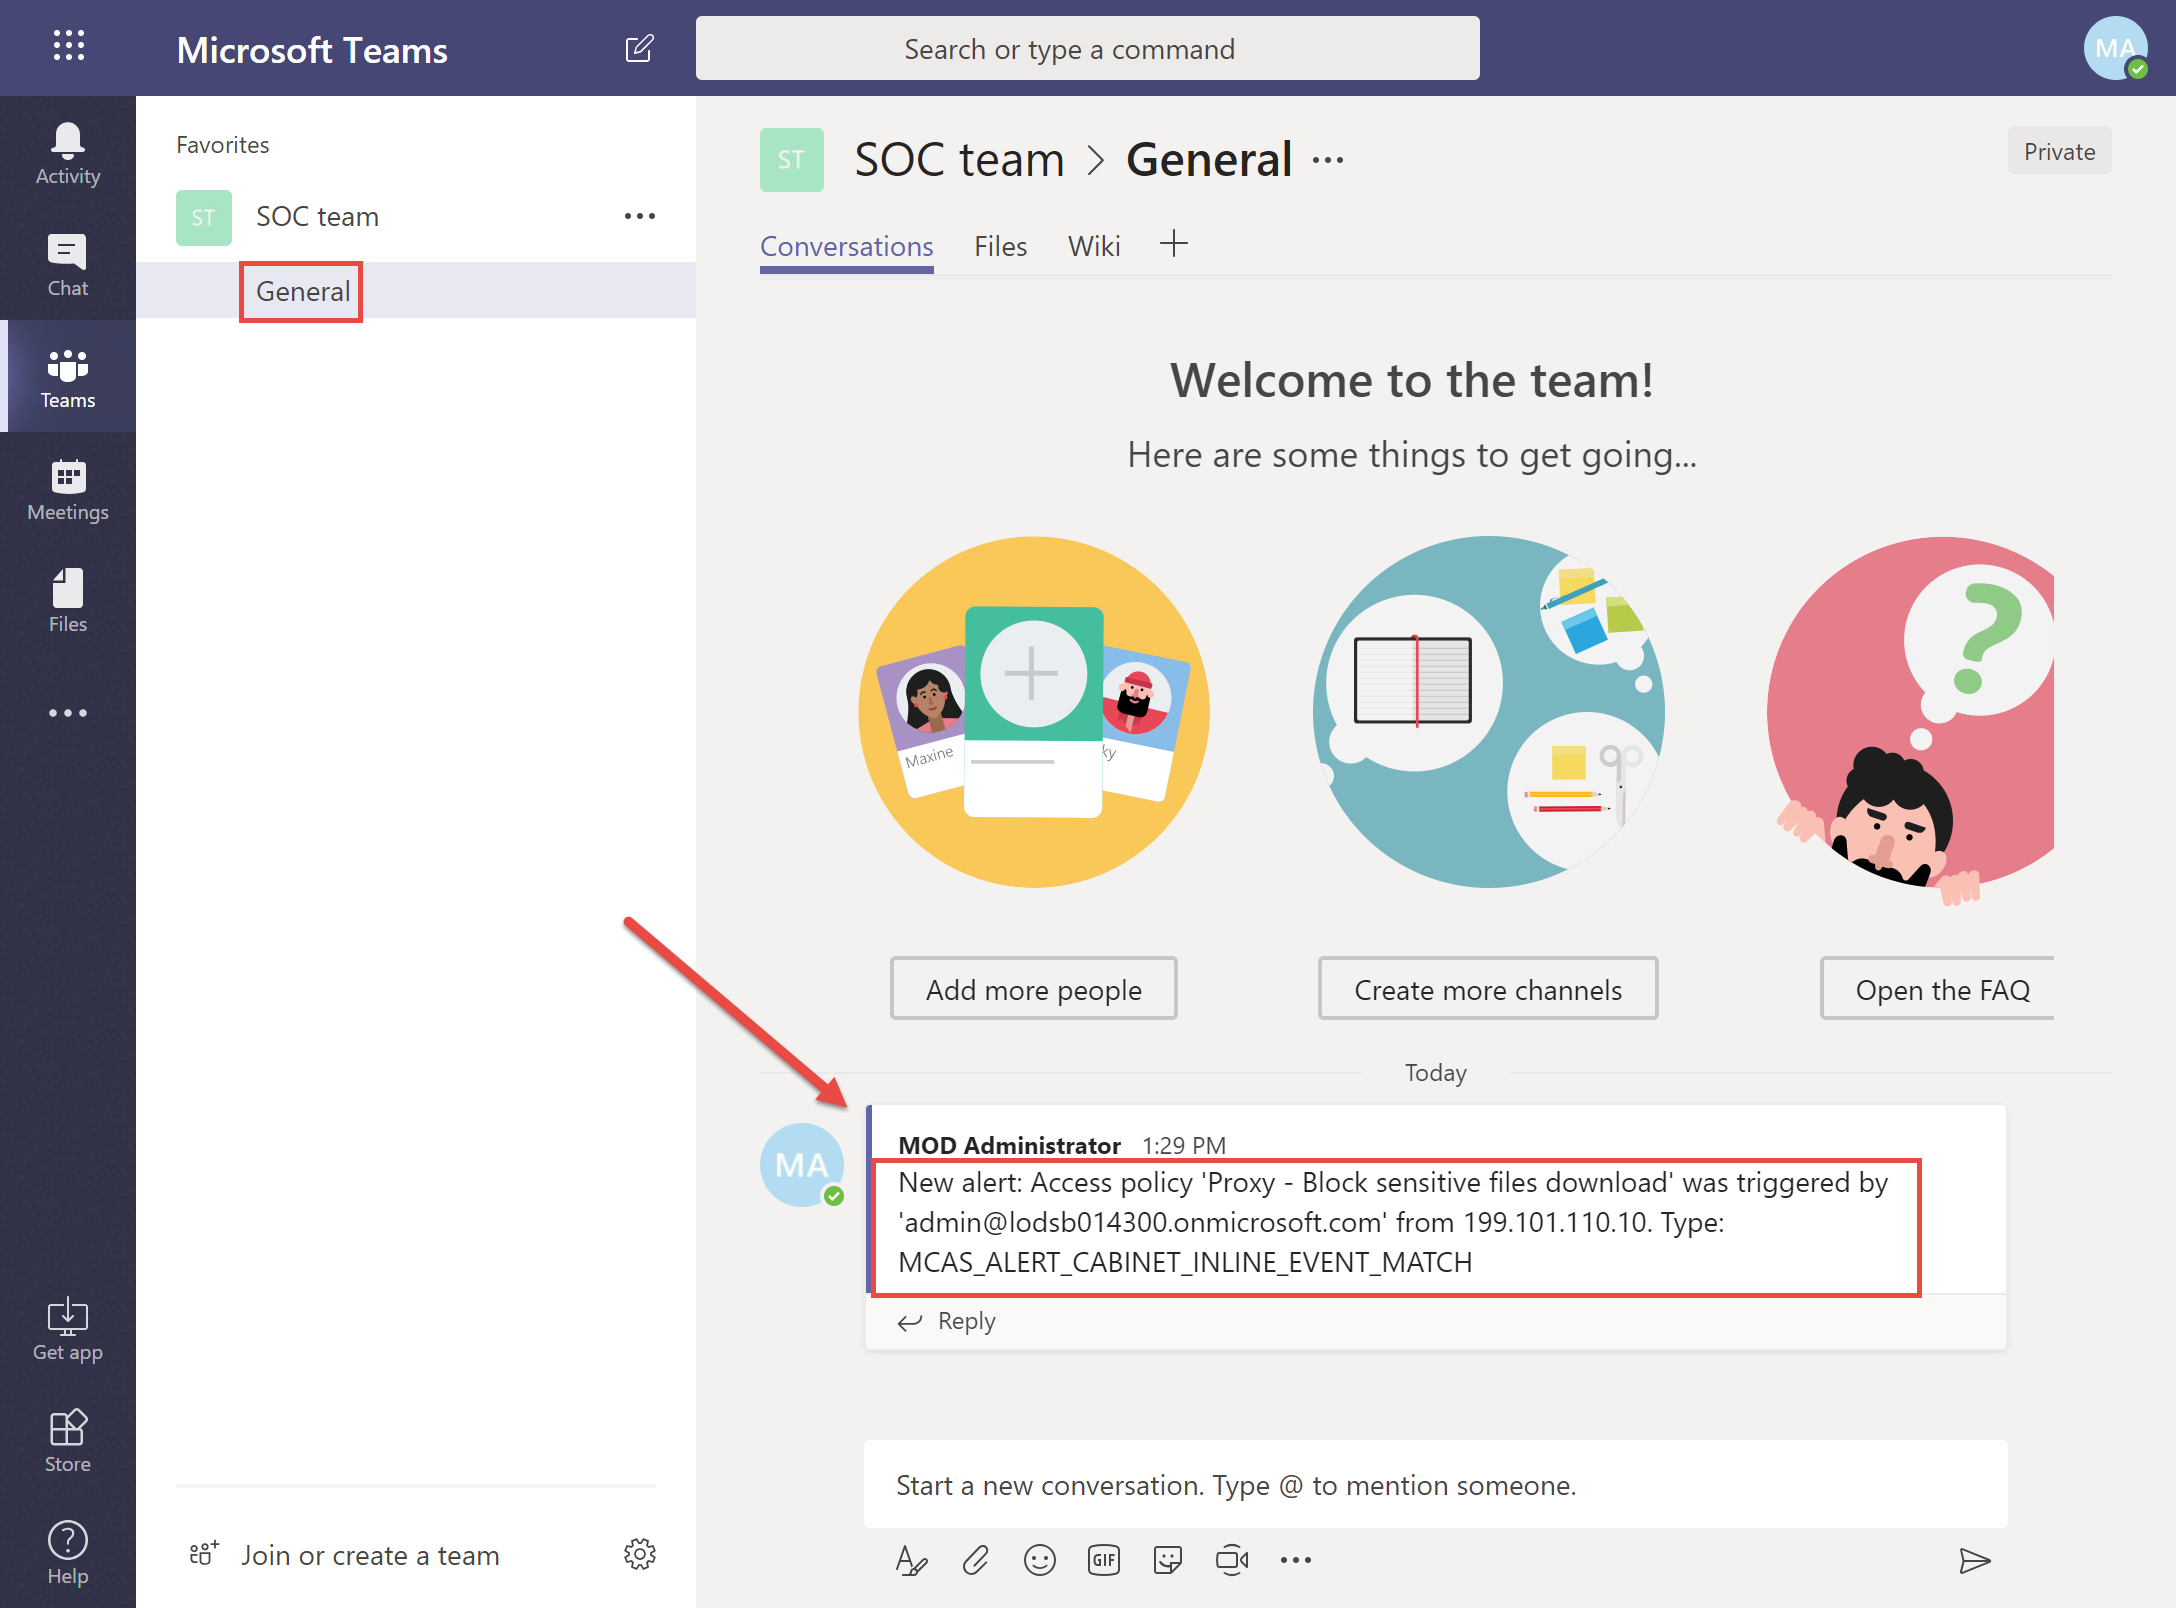 Microsoft Teams
Search or type a command
MA
Activity
Chat
Teams
Meetings
Files
Get app
Store
Help
Favorites
ST
SOC team
General
Join or create a team
ST
SOC team > General
Private
Conversations
Files
Wiki
Welcome to the team!
Here are some things to get going...
Maxine
ky
Add more people
Create more channels
Open the FAQ
Today
MA
MOD Administrator 1:29 PM
New alert: Access policy 'Proxy - Block sensitive files download' was triggered by
'admin@lodsb014300.onmicrosoft.com' from 199.101.110.10. Type:
MCAS_ALERT_CABINET_INLINE_EVENT_MATCH
Reply
Start a new conversation. Type @ to mention someone.
GIF